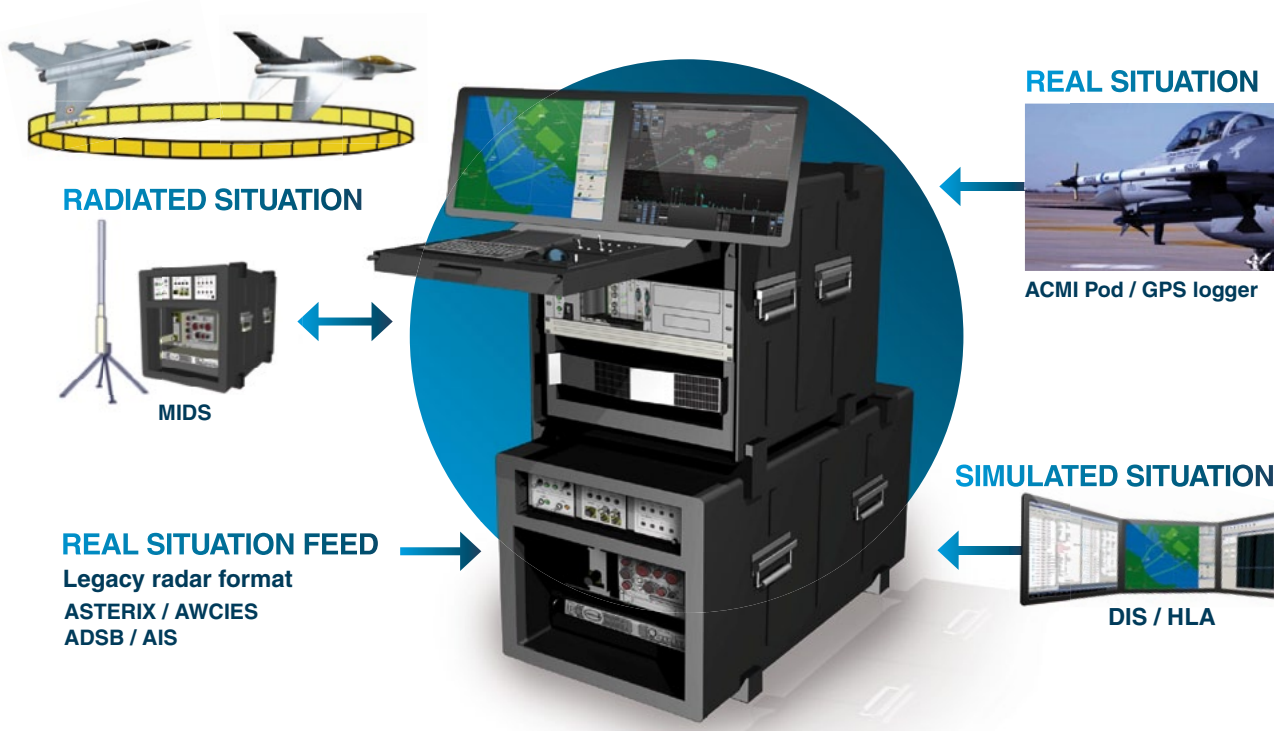 RADIATED SITUATION
MIDS
REAL SITUATION FEED
Legacy radar format
ASTERIX / AWCIES
ADSB / AIS
REAL SITUATION
ACMI Pod / GPS logger
SIMULATED SITUATION
DIS / HLA